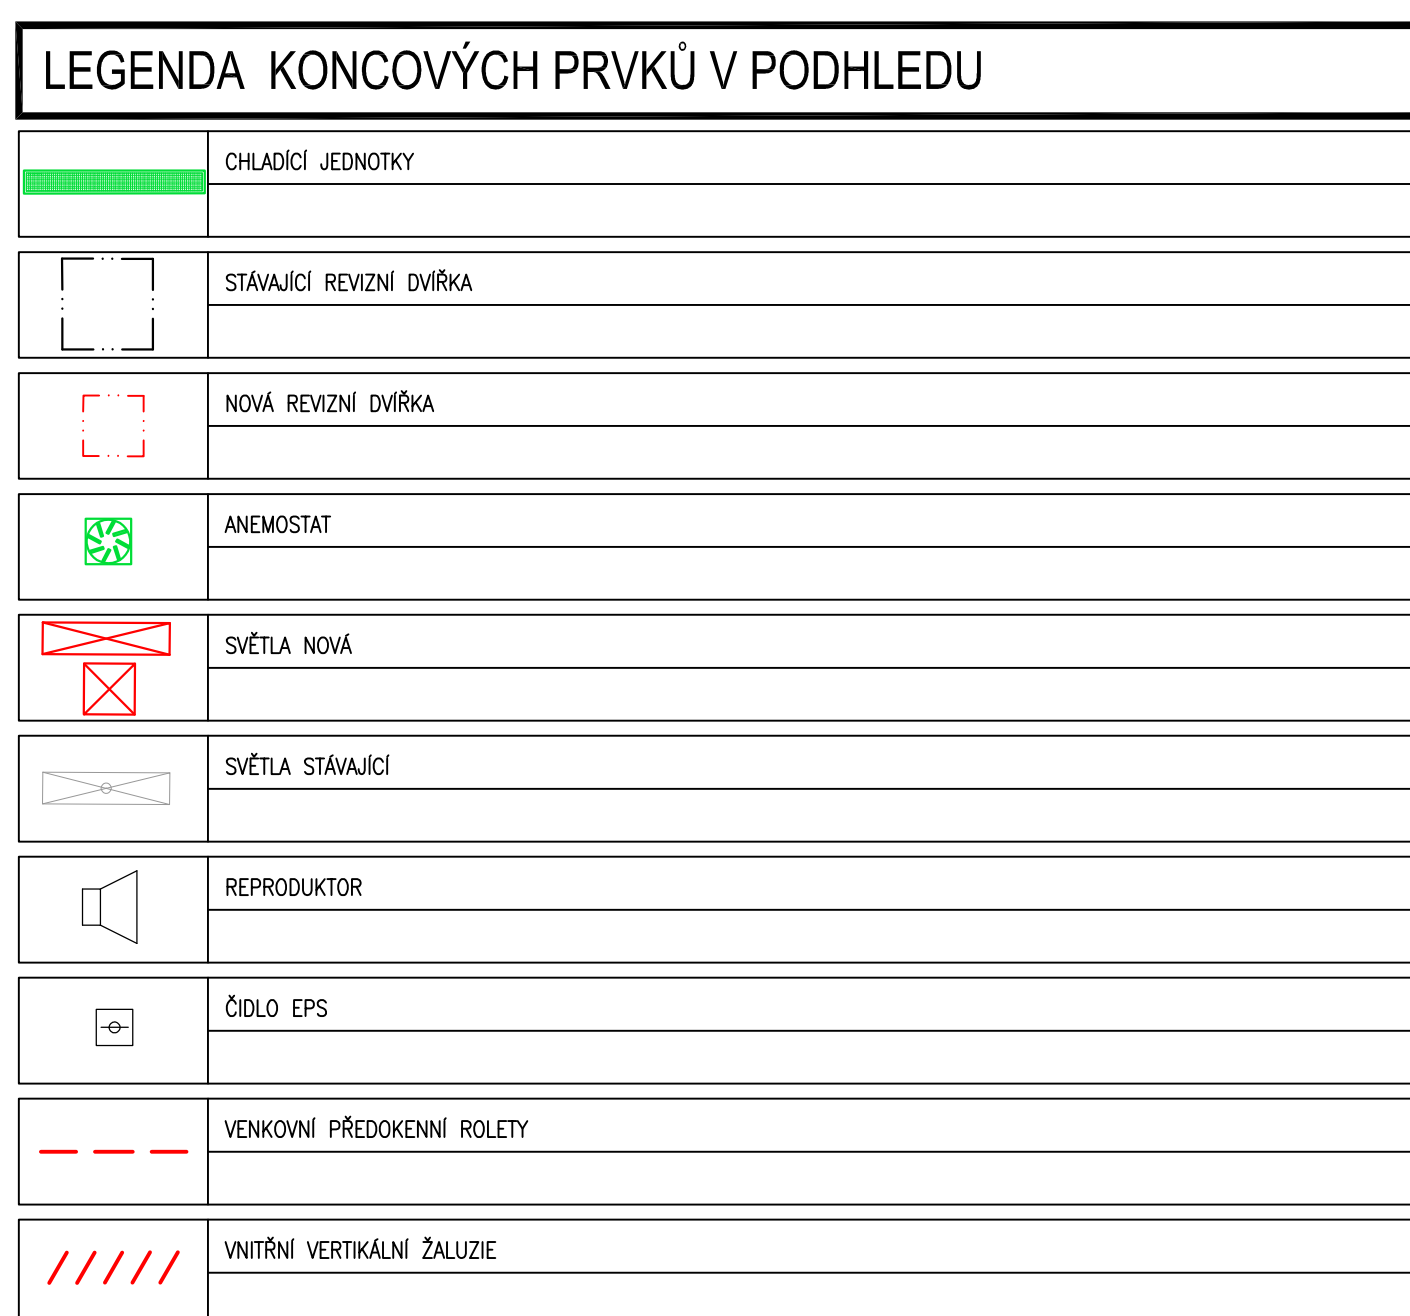 LEGENDA KONCOVÝCH PRVKŮ V PODHLEDU
CHLADÍCÍ JEDNOTKY
STÁVAJÍCÍ REVIZNÍ DVÍŘKA
NOVÁ REVIZNÍ DVÍŘKA
ANEMOSTAT
SVĚTLA NOVÁ
SVĚTLA STÁVAJÍCÍ
REPRODUKTOR
ČIDLO EPS
VENKOVNÍ PŘEDOKENNÍ ROLETY
VNITŘNÍ VERTIKÁLNÍ ŽALUZIE